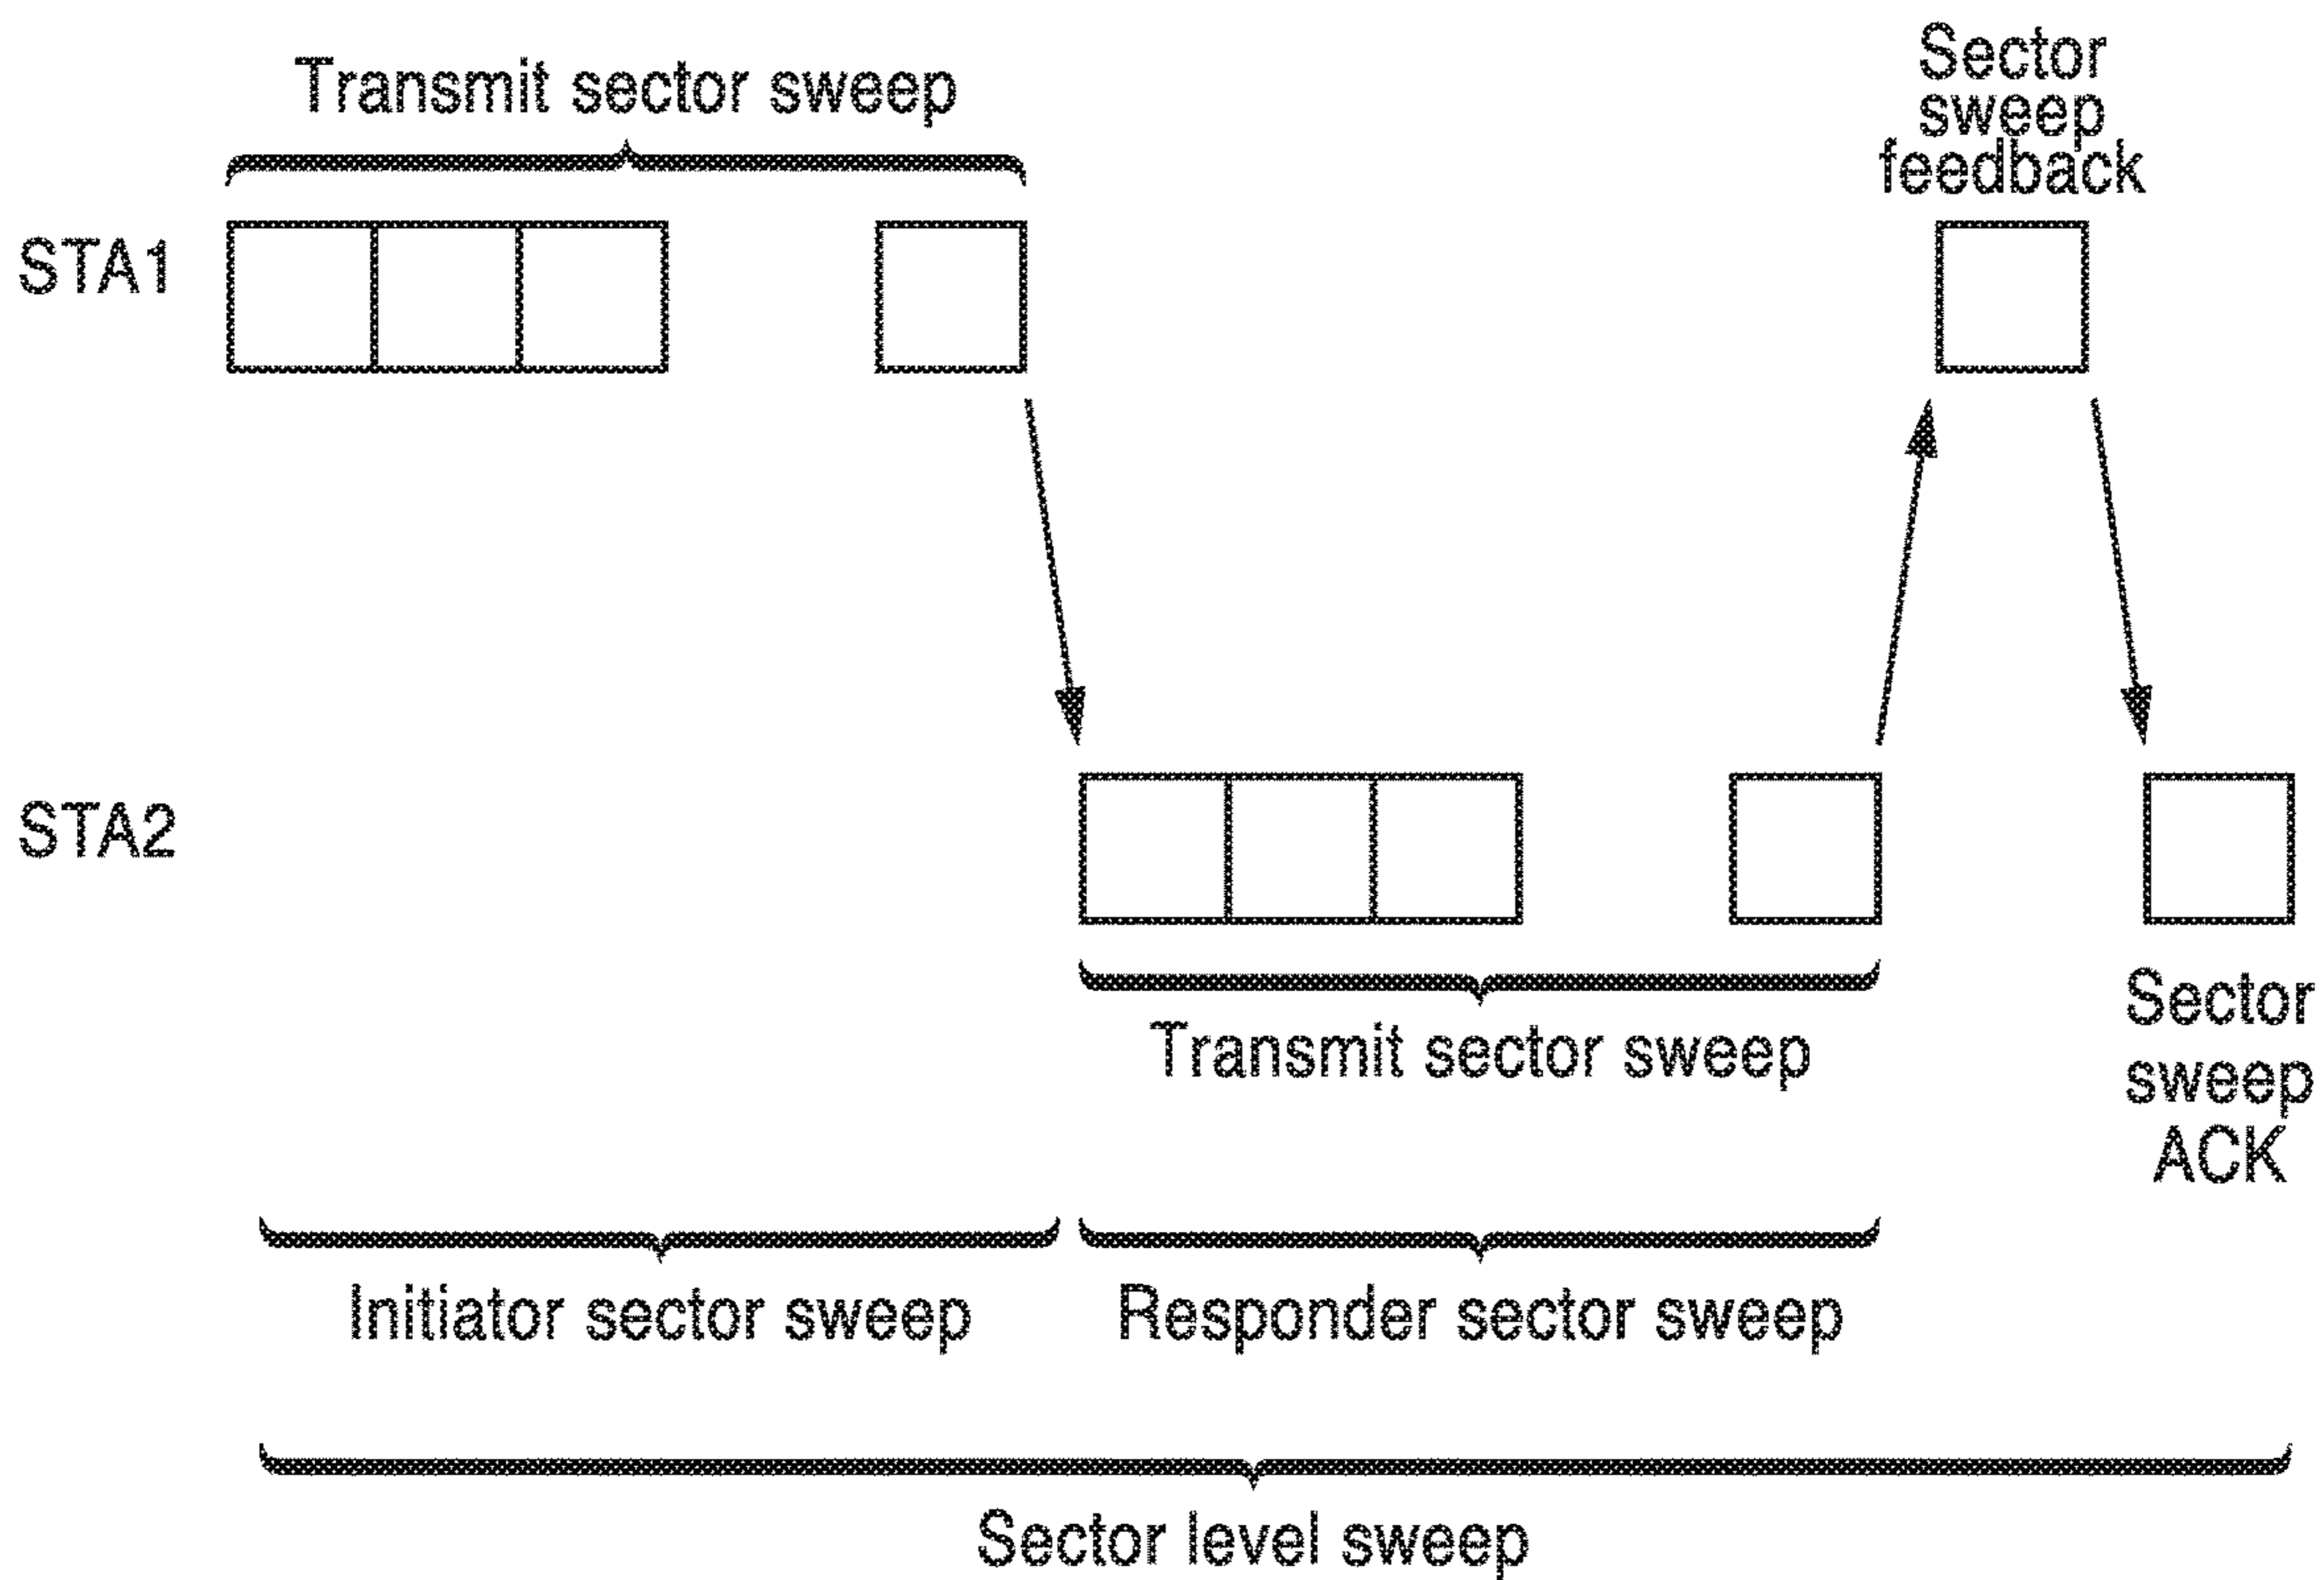 Transmit sector sweep
Sector
sweep
feedback
STA1
STA2
Transmit sector sweep
Sector
sweep
ACK
Initiator sector sweep
Responder sector sweep
Sector level sweep